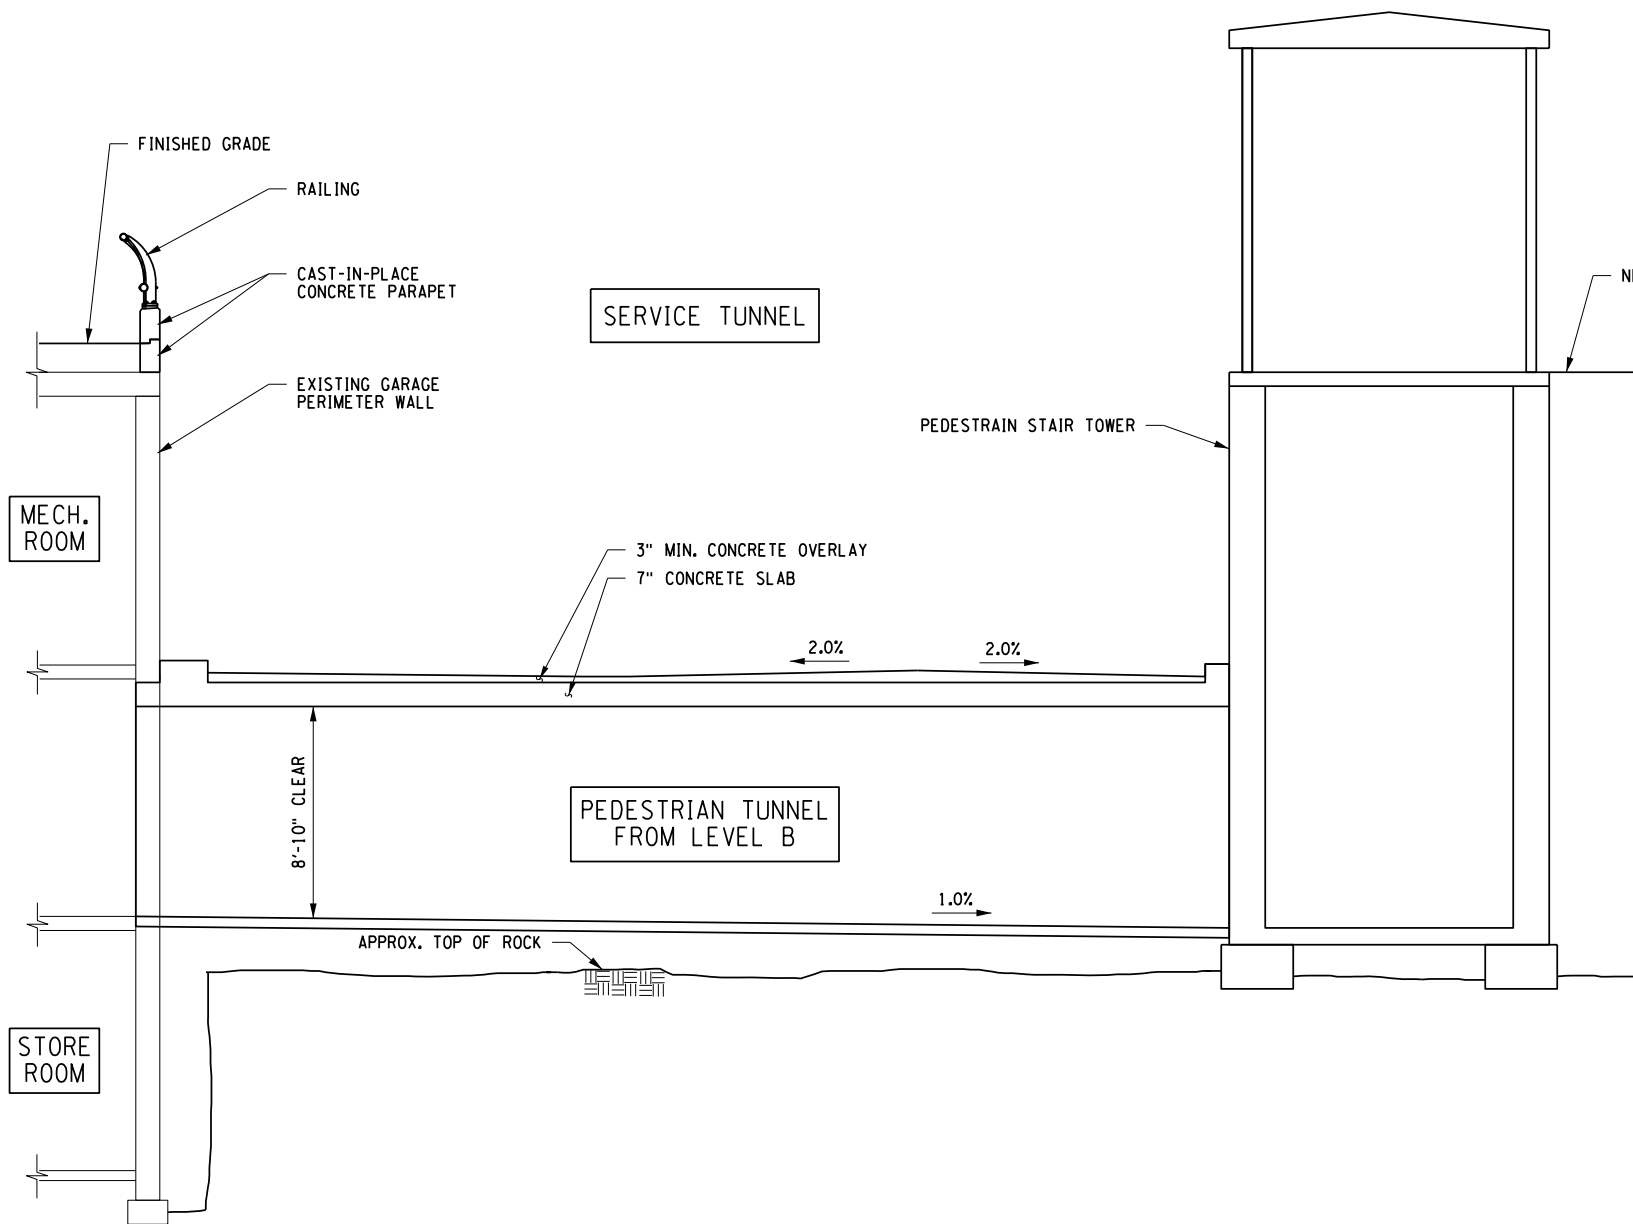 FINISHED GRADE
RAILING
CAST-IN-PLACE
CONCRETE PARAPET
SERVICE TUNNEL
EXISTING GARAGE
PERIMETER WALL
PEDESTRAIN STAIR TOWER
MECH.
ROOM
3" MIN. CONCRETE OVERLAY
7" CONCRETE SLAB
2.0%
2.0%
8'-10" CLEAR
PEDESTRIAN TUNNEL
FROM LEVEL B
1.0%
APPROX. TOP OF ROCK
STORE
ROOM